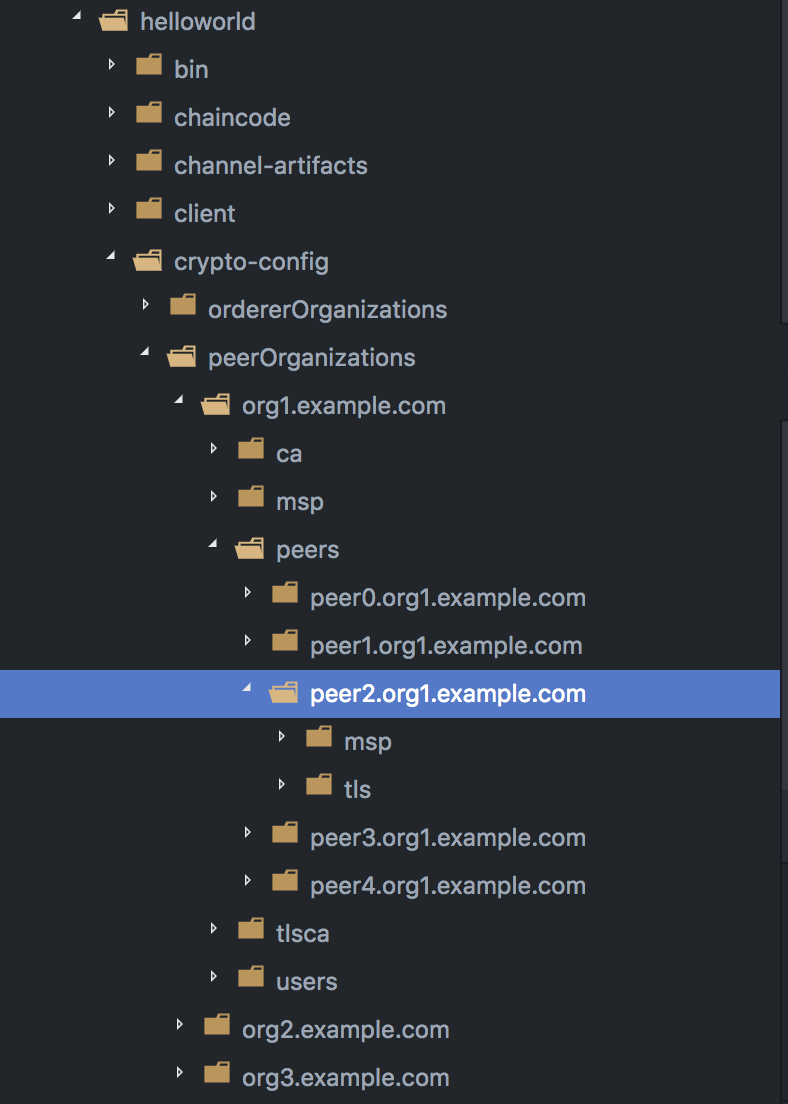 helloworld
bin
chaincode
channel-artifacts
client
crypto-config
ordererOrganizations
peerOrganizations
org1.example.com
ca
msp
peers
peer0.org1.example.com
peer1.org1.example.com
peer2.org1.example.com
msp
tls
peer3.org1.example.com
peer4.org1.example.com
tlsca
users
org2.example.com
org3.example.com